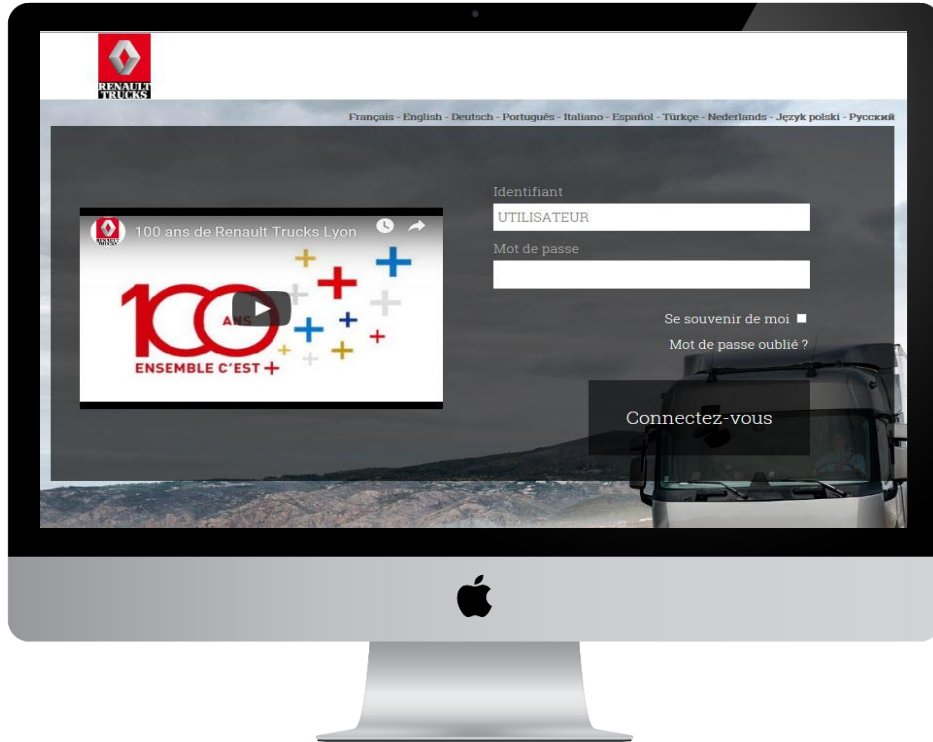 RENAULT
TRUCKS
Français - English - Deutsch - Português - Italiano - Español - Türkçe - Nederlands - Język polski - Русский
Identifiant
UTILISATEUR
Mot de passe
100 ans de Renault Trucks Lyon
100
ANS
ENSEMBLE C'EST +
Se souvenir de moi
Mot de passe oublié ?
Connectez-vous